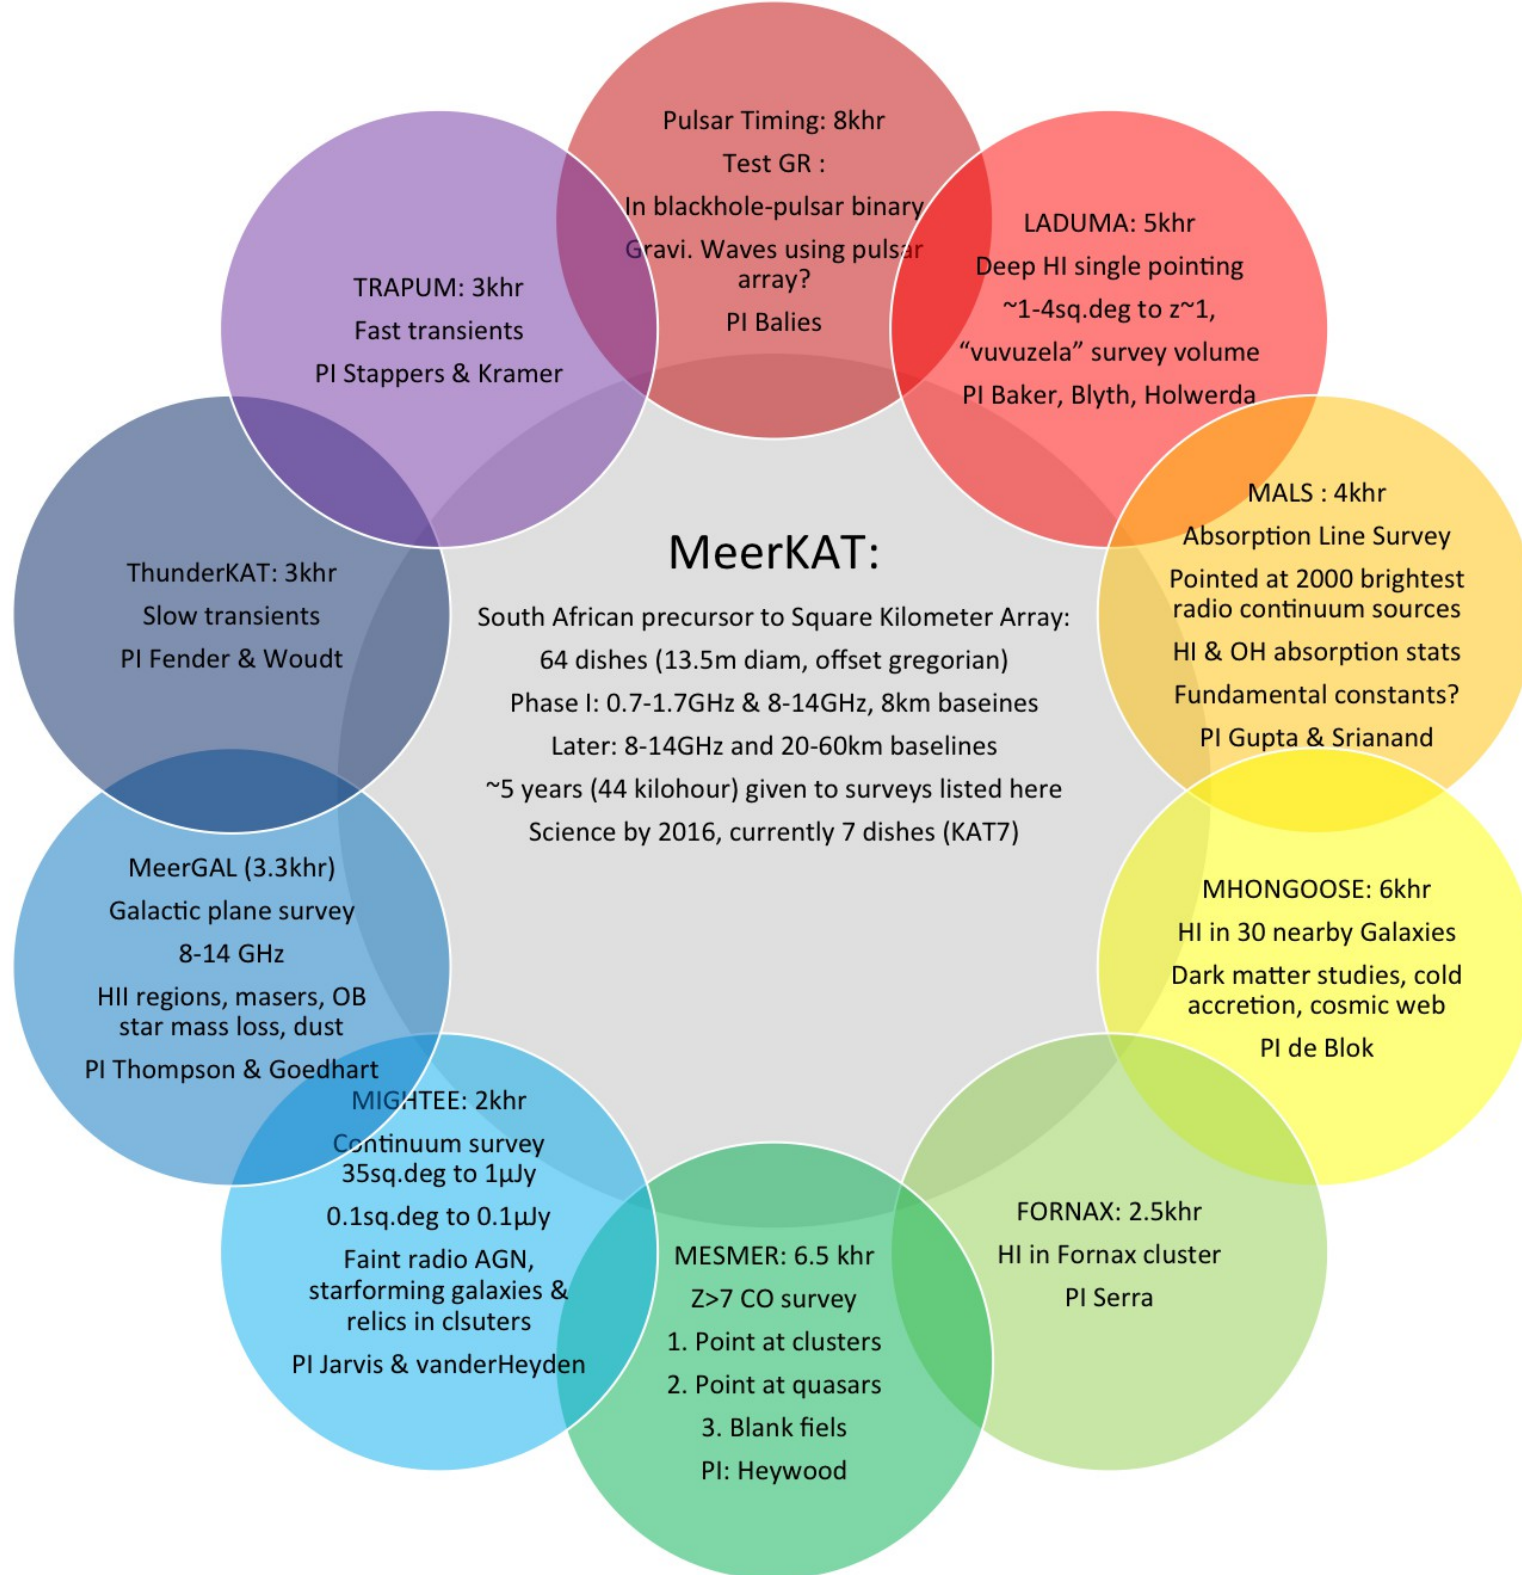 Pulsar Timing: 8khr
Test GR :
In blackhole-pulsar binary
Gravi. Waves using pulsar
array?
PI Balies
LADUMA: 5khr
Deep HI single pointing
~1-4sq.deg to z~1,
“vuvuzela” survey volume
PI Baker, Blyth, Holwerda
MALS : 4khr
Absorption Line Survey
Pointed at 2000 brightest
radio continuum sources
HI & OH absorption stats
Fundamental constants?
PI Gupta & Srianand
MHONGOOSE: 6khr
HI in 30 nearby Galaxies
Dark matter studies, cold
accretion, cosmic web
PI de Blok
FORNAX: 2.5khr
HI in Fornax cluster
PI Serra
MESMER: 6.5 khr
Z>7 CO survey
1. Point at clusters
2. Point at quasars
3. Blank fiels
PI: Heywood
MIGHTEE: 2khr
Continuum survey
35sq.deg to 1µJy
0.1sq.deg to 0.1µJy
Faint radio AGN,
starforming galaxies &
relics in clsuters
PI Jarvis & vanderHeyden
MeerGAL (3.3khr)
Galactic plane survey
8-14 GHz
HII regions, masers, OB
star mass loss, dust
PI Thompson & Goedhart
ThunderKAT: 3khr
Slow transients
PI Fender & Woudt
TRAPUM: 3khr
Fast transients
PI Stappers & Kramer
MeerKAT:
South African precursor to Square Kilometer Array:
64 dishes (13.5m diam, offset gregorian)
Phase I: 0.7-1.7GHz & 8-14GHz, 8km baseines
Later: 8-14GHz and 20-60km baselines
~5 years (44 kilohour) given to surveys listed here
Science by 2016, currently 7 dishes (KAT7)